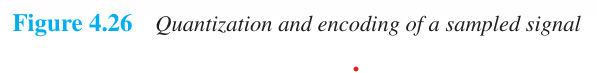 Figure 4.26 Quantization and encoding of a sampled signal